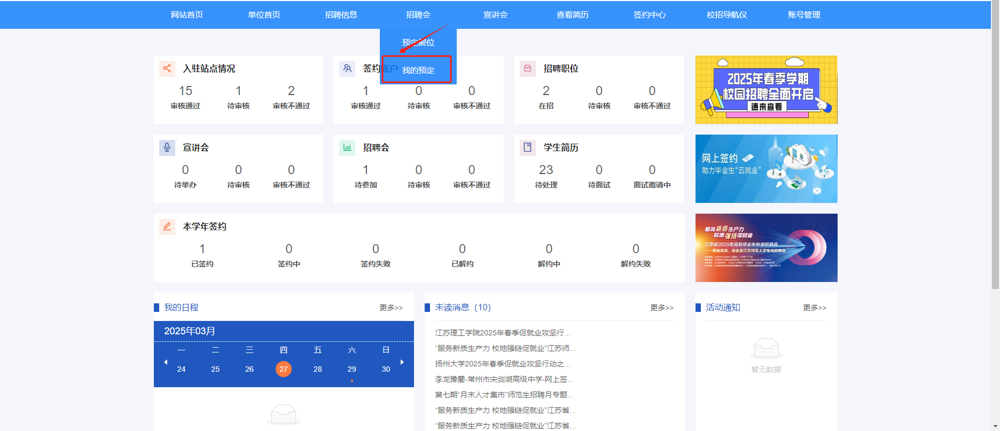 网站首页 单位首页 招聘信息 招聘会 宣讲会 查看简历 签约中心 校招导航仪 账号管理
预定展位
我的预定
入驻站点情况
15 1 2
审核通过 待审核 审核不通过
签约账户
1 0 0
审核通过 待审核 审核不通过
招聘职位
2 0 0
在招 待审核 审核不通过
2025年春季学期
校园招聘全面开启
速来查看
宣讲会
0 0 0
待举办 待审核 审核不通过
招聘会
1 0 0
待参加 待审核 审核不通过
学生简历
23 0 0
待处理 待面试 面试邀请中
网上签约
助力毕业生“云就业”
本学年签约
1 0 0 0 0 0
已签约 签约中 签约失败 已解约 解约中 解约失败
服务新质生产力
校地强链促就业
江苏省2025年高校毕业生秋季招聘月
——暨教育类、综合类江苏师范大学专场招聘会
我的日程 更多>>
2025年03月
一 二 三 四 五 六 日
24 25 26 27 28 29 30
未读消息（10） 更多>>
江苏理工学院2025年春季促就业攻坚行...
“服务新质生产力 校地强链促就业”江苏师...
扬州大学2025年春季促就业攻坚行动之...
李龙豫蜀-常州市宋剑湖高级中学-网上签...
第七期“月末人才集市”师范生招聘月专题...
“服务新质生产力 校地强链促就业”江苏省...
“服务新质生产力 校地强链促就业”江苏省...
活动通知 更多>>
暂无数据